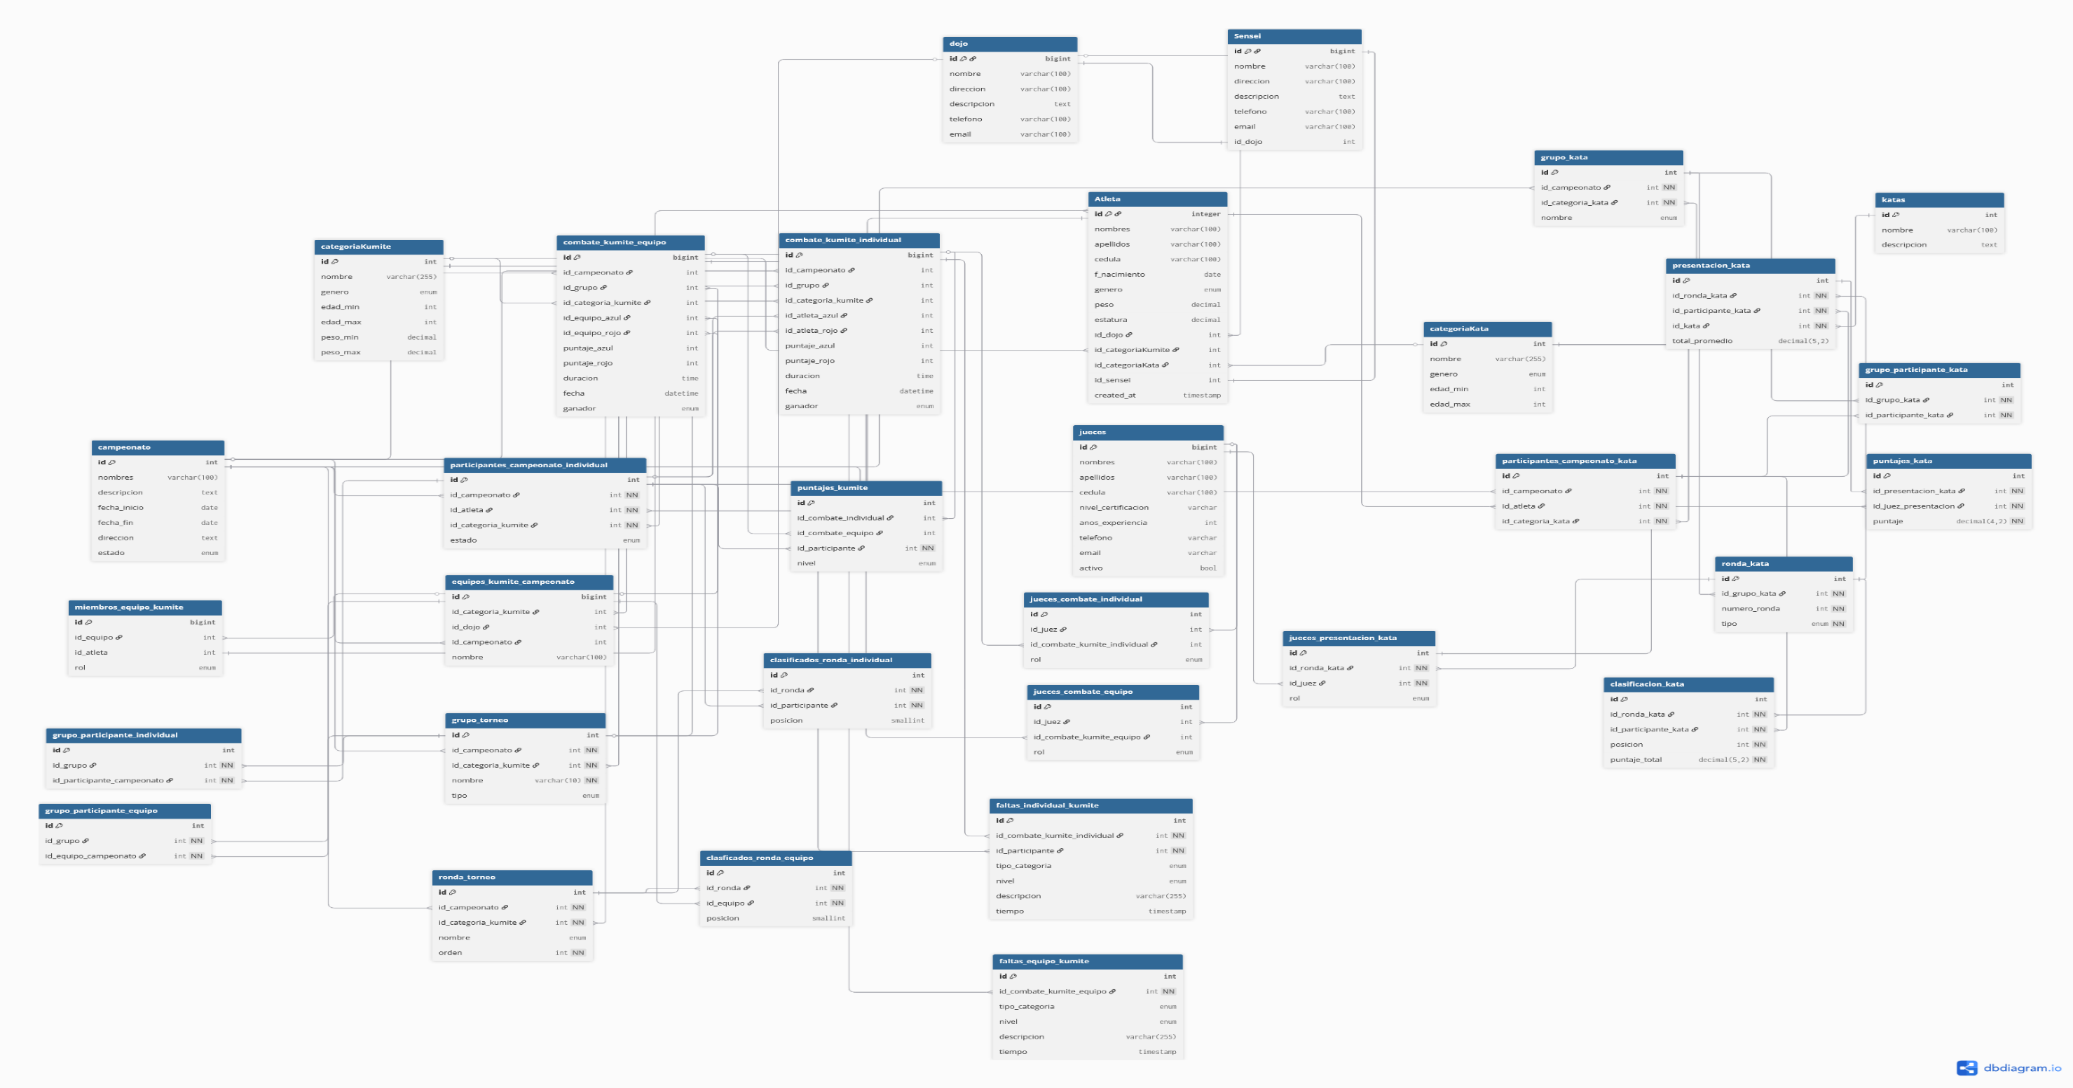 dojo
id bigint
nombre varchar(100)
direccion varchar(100)
descripcion text
telefono varchar(100)
email varchar(100)
Sensei
id bigint
nombre varchar(100)
direccion varchar(100)
descripcion text
telefono varchar(100)
email varchar(100)
id_dojo int
grupo_kata
id int
id_campeonato int NN
id_categoria_kata int NN
nombre enum
katas
id int
nombre varchar(100)
descripcion text
Atleta
id integer
nombres varchar(100)
apellidos varchar(100)
cedula varchar(100)
f_nacimiento date
genero enum
peso decimal
estatura decimal
id_dojo int
id_categoriaKumite int
id_categoriaKata int
id_sensei int
created_at timestamp
categoriaKumite
id int
nombre varchar(255)
genero enum
edad_min int
edad_max int
peso_min decimal
peso_max decimal
combate_kumite_equipo
id bigint
id_campeonato int
id_grupo int
id_categoria_kumite int
id_equipo_azul int
id_equipo_rojo int
puntaje_azul int
puntaje_rojo int
duracion time
fecha datetime
ganador enum
combate_kumite_individual
id bigint
id_campeonato int
id_grupo int
id_categoria_kumite int
id_atleta_azul int
id_atleta_rojo int
puntaje_azul int
puntaje_rojo int
duracion time
fecha datetime
ganador enum
presentacion_kata
id int
id_ronda_kata int NN
id_participante_kata int NN
id_kata int NN
total_promedio decimal(5,2)
categoriaKata
id int
nombre varchar(255)
genero enum
edad_min int
edad_max int
grupo_participante_kata
id int
id_grupo_kata int NN
id_participante_kata int NN
campeonato
id int
nombres varchar(100)
descripcion text
fecha_inicio date
fecha_fin date
direccion text
estado enum
participantes_campeonato_individual
id int
id_campeonato int NN
id_atleta int NN
id_categoria_kumite int NN
estado enum
puntajes_kumite
id int
id_combate_individual int
id_combate_equipo int
id_participante int NN
nivel enum
jueces
id bigint
nombres varchar(100)
apellidos varchar(100)
cedula varchar(100)
nivel_certificacion varchar
anos_experiencia int
telefono varchar
email varchar
activo bool
participantes_campeonato_kata
id int
id_campeonato int NN
id_atleta int NN
id_categoria_kata int NN
puntajes_kata
id int
id_presentacion_kata int NN
id_juez_presentacion int NN
puntaje decimal(4,2) NN
ronda_kata
id int
id_grupo_kata int NN
numero_ronda int NN
tipo enum NN
miembros_equipo_kumite
id bigint
id_equipo int
id_atleta int
rol enum
equipos_kumite_campeonato
id bigint
id_categoria_kumite int
id_dojo int
id_campeonato int
nombre varchar(100)
jueces_combate_individual
id int
id_juez int
id_combate_kumite_individual int
rol enum
jueces_presentacion_kata
id int
id_ronda_kata int NN
id_juez int NN
rol enum
clasificados_ronda_individual
id int
id_ronda int NN
id_participante int NN
posicion smallint
jueces_combate_equipo
id int
id_juez int
id_combate_kumite_equipo int
rol enum
clasificacion_kata
id int
id_ronda_kata int NN
id_participante_kata int NN
posicion int NN
puntaje_total decimal(5,2) NN
grupo_participante_individual
id int
id_grupo int NN
id_participante_campeonato int NN
grupo_torneo
id int
id_campeonato int NN
id_categoria_kumite int NN
nombre varchar(10) NN
tipo enum
grupo_participante_equipo
id int
id_grupo int NN
id_equipo_campeonato int NN
faltas_individual_kumite
id int
id_combate_kumite_individual int NN
id_participante int NN
tipo_categoria enum
nivel enum
descripcion varchar(255)
tiempo timestamp
clasficados_ronda_equipo
id int
id_ronda int NN
id_equipo int NN
posicion smallint
ronda_torneo
id int
id_campeonato int NN
id_categoria_kumite int NN
nombre enum
orden int NN
faltas_equipo_kumite
id int
id_combate_kumite_equipo int NN
tipo_categoria enum
nivel enum
descripcion varchar(255)
tiempo timestamp
dbdiagram.io